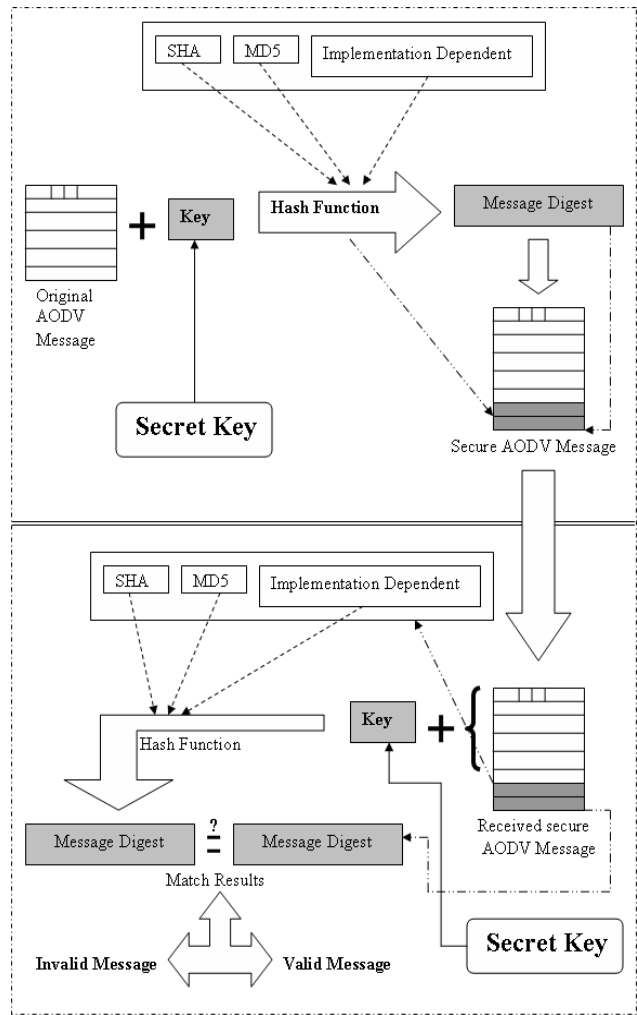 SHA
MD5
Implementation Dependent
Hash Function
Key
Message Digest
Original
AODV
Message
Secret Key
Secure AODV Message
SHA
MD5
Implementation Dependent
Key
Hash Function
Received secure
AODV Message
Message Digest
?
=
Message Digest
Match Results
Secret Key
Invalid Message
Valid Message